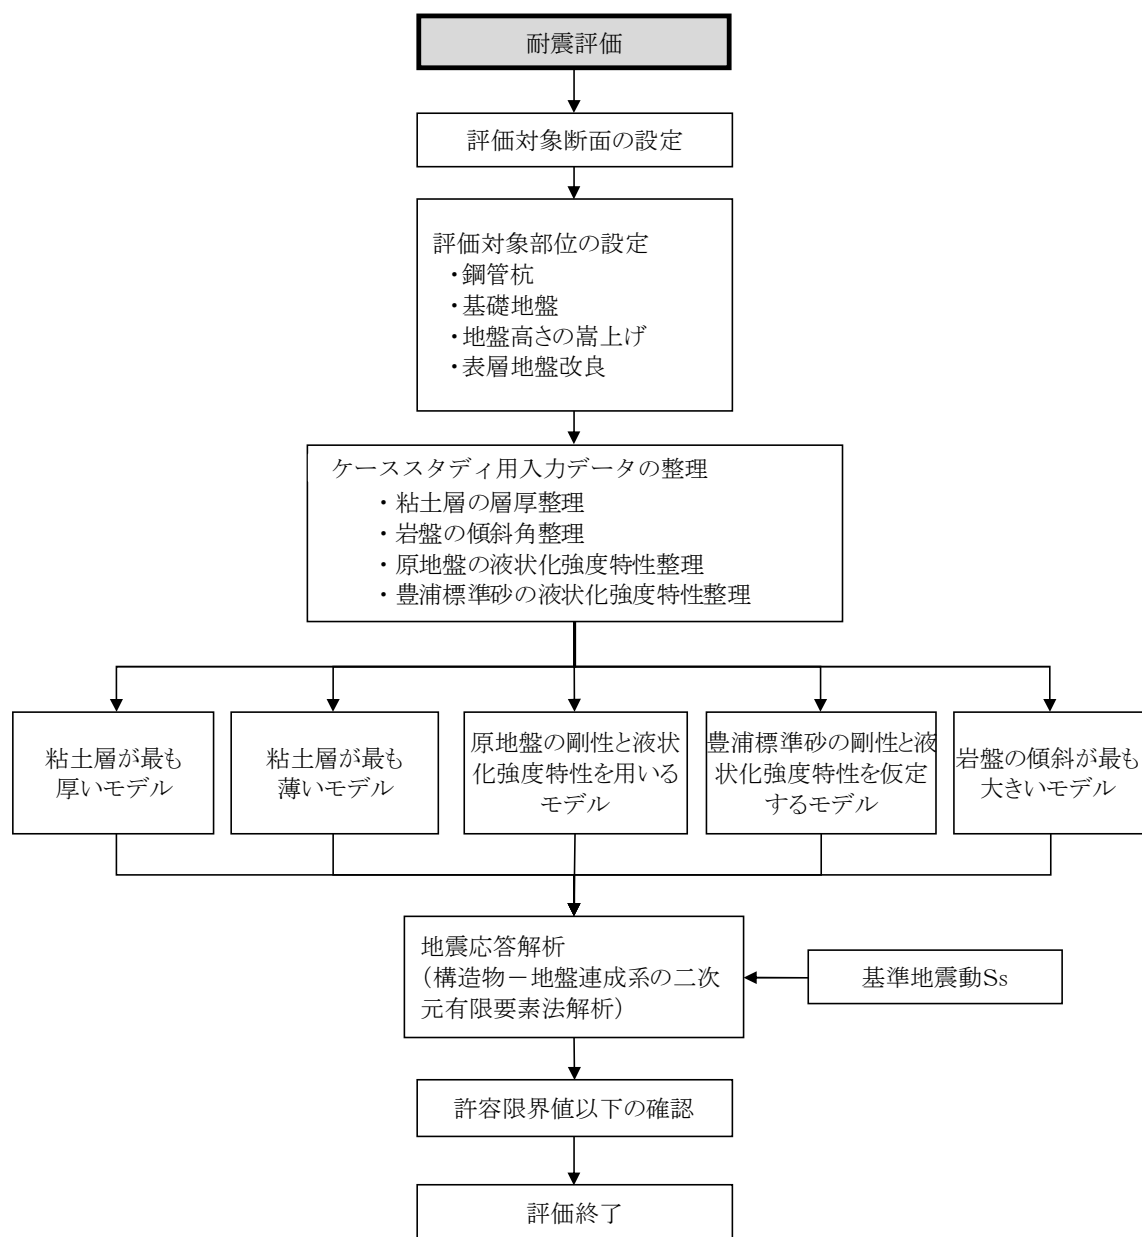 耐震評価
評価対象断面の設定
評価対象部位の設定
・鋼管杭
・基礎地盤
・地盤高さの嵩上げ
・表層地盤改良
ケーススタディ用入力データの整理
・粘土層の層厚整理
・岩盤の傾斜角整理
・原地盤の液状化強度特性整理
・豊浦標準砂の液状化強度特性整理
粘土層が最も
厚いモデル
粘土層が最も
薄いモデル
原地盤の剛性と液状
化強度特性を用いる
モデル
豊浦標準砂の剛性と液
状化強度特性を仮定
するモデル
岩盤の傾斜が最も
大きいモデル
地震応答解析
（構造物－地盤連成系の二次
元有限要素法解析）
基準地震動Ss
許容限界値以下の確認
評価終了